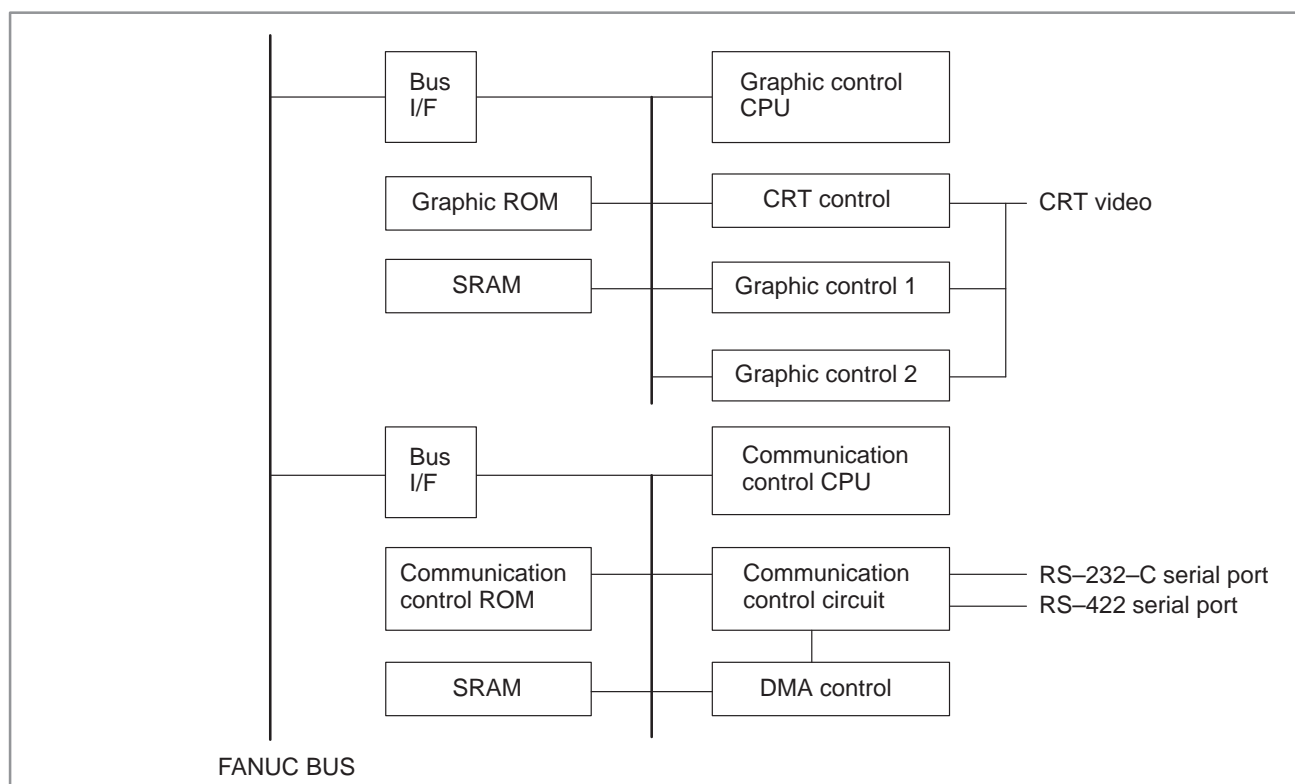 Bus
I/F
Graphic control
CPU
Graphic ROM
CRT control
CRT video
SRAM
Graphic control 1
Graphic control 2
Bus
I/F
Communication
control CPU
Communication
control ROM
Communication
control circuit
RS–232–C serial port
RS–422 serial port
SRAM
DMA control
FANUC BUS